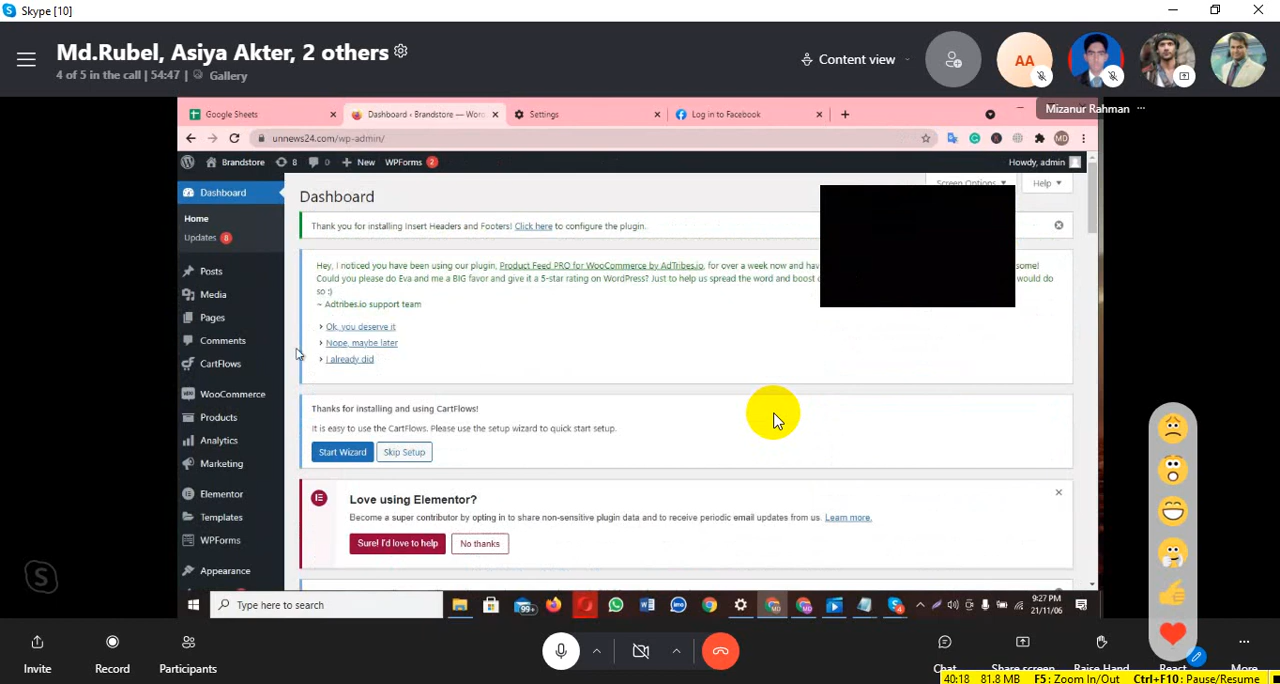 Skype [10]
Md.Rubel, Asiya Akter, 2 others
4 of 5 in the call | 54:47 | Gallery
Content view
AA
Mizanur Rahman
Google Sheets
Dashboard ‹ Brandstore — Wor
Settings
Log in to Facebook
unnews24.com/wp-admin/
MD
Brandstore
8
0
New
WPForms 2
Howdy, admin
Dashboard
Home
Updates 8
Posts
Media
Pages
Comments
CartFlows
WooCommerce
Products
Analytics
Marketing
Elementor
Templates
WPForms
Appearance
Dashboard
Screen Options
Help
Thank you for installing Insert Headers and Footers! Click here to configure the plugin.
Hey, I noticed you have been using our plugin, Product Feed PRO for WooCommerce by AdTribes.io, for over a week now and hav
some!
Could you please do Eva and me a BIG favor and give it a 5-star rating on WordPress? Just to help us spread the word and boost
would do
so :)
~ Adtribes.io support team
Ok, you deserve it
Nope, maybe later
I already did
Thanks for installing and using CartFlows!
It is easy to use the CartFlows. Please use the setup wizard to quick start setup.
Start Wizard
Skip Setup
Love using Elementor?
Become a super contributor by opting in to share non-sensitive plugin data and to receive periodic email updates from us. Learn more.
Sure! I'd love to help
No thanks
Type here to search
99+
9:27 PM
21/11/06
Invite
Record
Participants
Chat
Share screen
Raise Hand
React
More
40:18 81.8 MB F5: Zoom In/Out Ctrl+F10: Pause/Resume